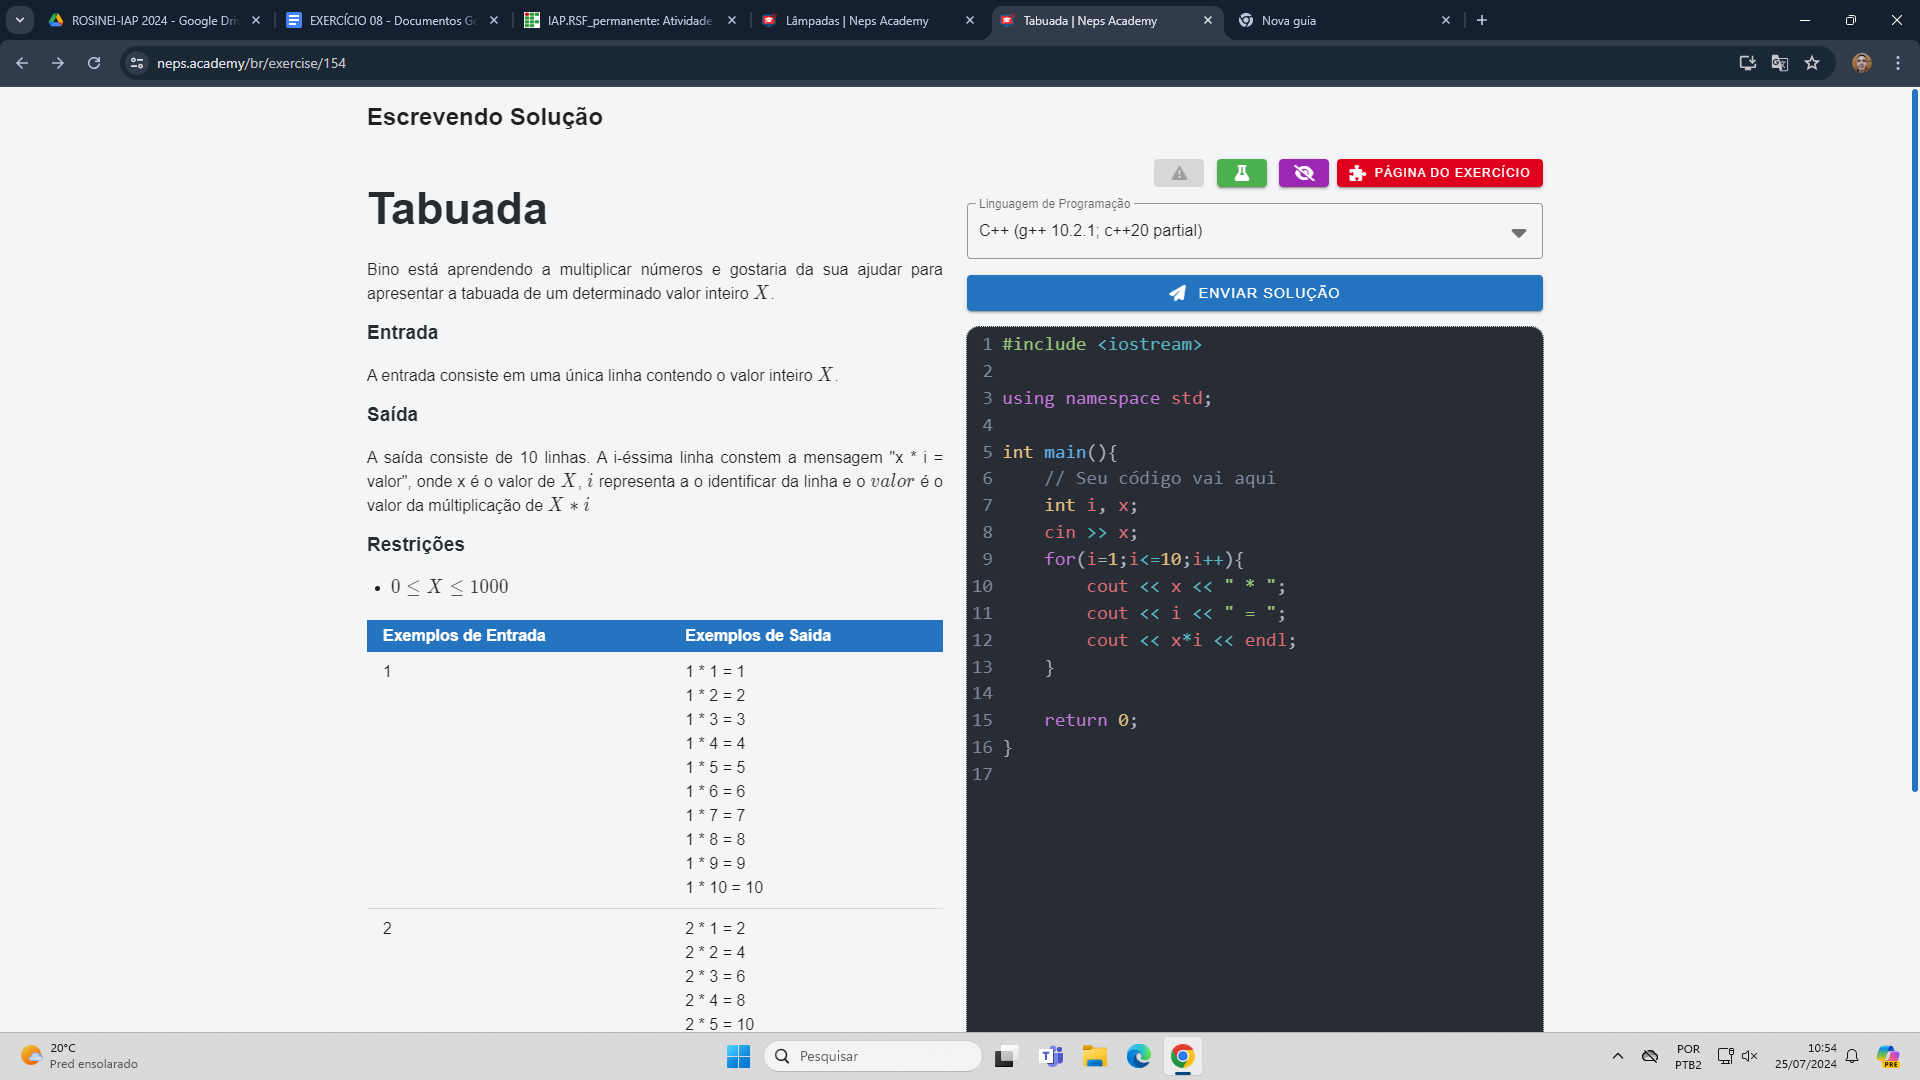 ROSINEI-IAP 2024 - Google Dri
EXERCÍCIO 08 - Documentos Go
IAP.RSF_permanente: Atividade
Lâmpadas | Neps Academy
Tabuada | Neps Academy
Nova guia
neps.academy/br/exercise/154
Escrevendo Solução
PÁGINA DO EXERCÍCIO
Tabuada
Linguagem de Programação
C++ (g++ 10.2.1; c++20 partial)
Bino está aprendendo a multiplicar números e gostaria da sua ajudar para
apresentar a tabuada de um determinado valor inteiro X.
ENVIAR SOLUÇÃO
Entrada
A entrada consiste em uma única linha contendo o valor inteiro X.
Saída
A saída consiste de 10 linhas. A i-éssima linha constem a mensagem "x * i =
valor", onde x é o valor de X, i representa a o identificar da linha e o valor é o
valor da múltiplicação de X * i
Restrições
• 0 ≤ X ≤ 1000
Exemplos de Entrada Exemplos de Saída
1 1 * 1 = 1
1 * 2 = 2
1 * 3 = 3
1 * 4 = 4
1 * 5 = 5
1 * 6 = 6
1 * 7 = 7
1 * 8 = 8
1 * 9 = 9
1 * 10 = 10
2 2 * 1 = 2
2 * 2 = 4
2 * 3 = 6
2 * 4 = 8
2 * 5 = 10
1 #include <iostream>
2
3 using namespace std;
4
5 int main(){
6     // Seu código vai aqui
7     int i, x;
8     cin >> x;
9     for(i=1;i<=10;i++){
10         cout << x << " * ";
11         cout << i << " = ";
12         cout << x*i << endl;
13     }
14
15     return 0;
16 }
17
20°C
Pred ensolarado
Pesquisar
POR
PTB2
10:54
25/07/2024
PRE